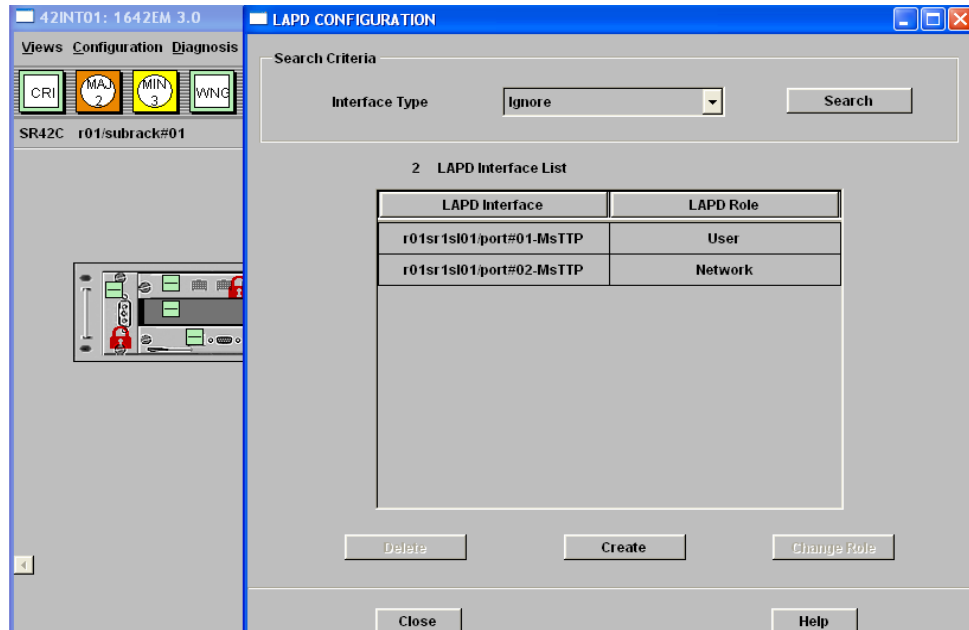 42INT01: 1642EM 3.0
Views Configuration Diagnosis
CRI
MAJ
2
MIN
3
WNG
SR42C r01/subrack#01
LAPD CONFIGURATION
Search Criteria
Interface Type
Ignore
Search
2 LAPD Interface List
LAPD Interface LAPD Role
r01sr1sl01/port#01-MsTTP User
r01sr1sl01/port#02-MsTTP Network
Delete
Create
Change Role
Close
Help